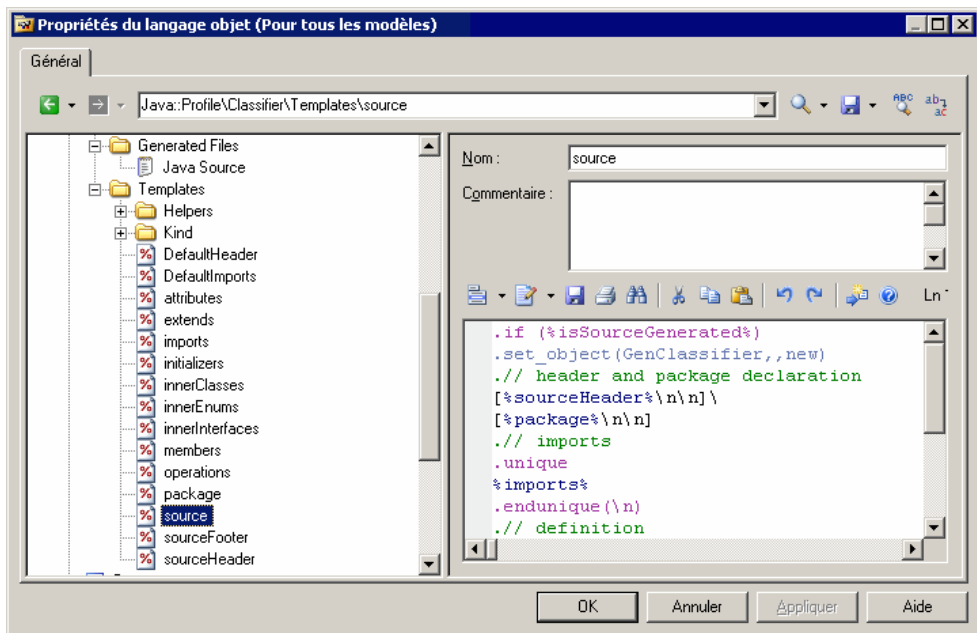 Propriétés du langage objet (Pour tous les modèles)
Général
Java::Profile\Classifier\Templates\source
Generated Files
Java Source
Templates
Helpers
Kind
DefaultHeader
DefaultImports
attributes
extends
imports
initializers
innerClasses
innerEnums
innerInterfaces
members
operations
package
source
sourceFooter
sourceHeader
Nom :
source
Commentaire :
Ln
.if (%isSourceGenerated%)
.set_object(GenClassifier,,new)
.// header and package declaration
[%sourceHeader%\n\n]\
[%package%\n\n]
.// imports
.unique
%imports%
.endunique(\n)
.// definition
OK Annuler Appliquer Aide